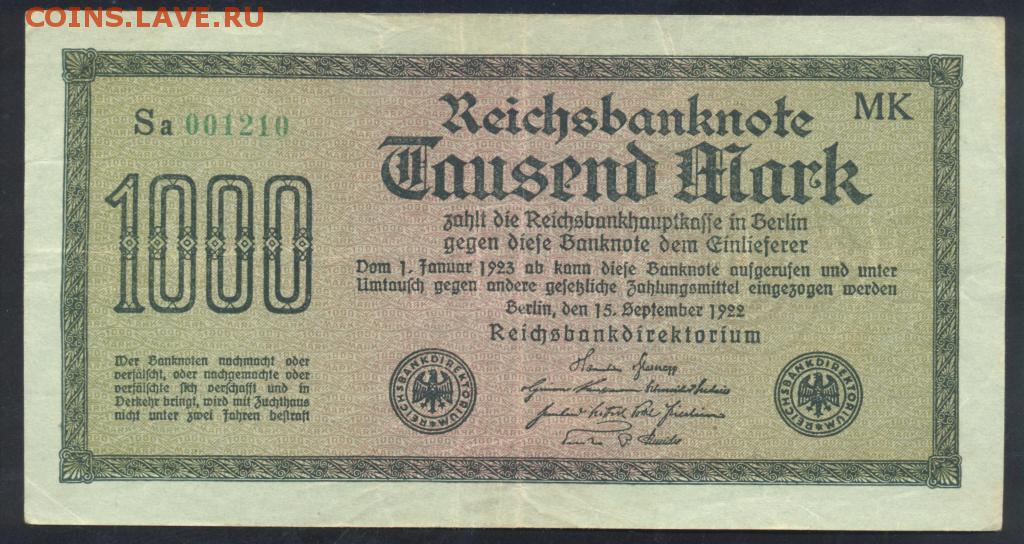 COINS.LAVE.RU
Sa 001210
Reichsbanknote MK
Tausend Mark
1000
zahlt die Reichsbankhauptkasse in Berlin
gegen diese Banknote dem Einlieferer
Vom 1. Januar 1923 ab kann diese Banknote aufgerufen und unter
Umtausch gegen andere gesetzliche Zahlungsmittel eingezogen werden
Berlin, den 15. September 1922
Reichsbankdirektorium
Wer Banknoten nachmacht oder
verfälscht, oder nachgemachte oder
verfälschte sich verschafft und in
Verkehr bringt, wird mit Zuchthaus
nicht unter zwei Jahren bestraft
REICHSBANKDIREKTORIUM
REICHSBANKDIREKTORIUM